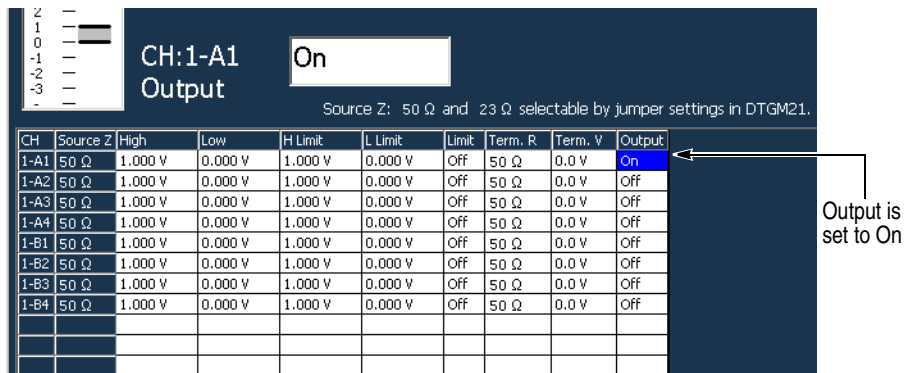 2
1
0
-1
-2
-3
-
CH:1-A1
Output
On
Source Z: 50 Ω and 23 Ω selectable by jumper settings in DTGM21.
CH Source Z High Low H Limit L Limit Limit Term. R Term. V Output
1-A1 50 Ω 1.000 V 0.000 V 1.000 V 0.000 V Off 50 Ω 0.0 V On
1-A2 50 Ω 1.000 V 0.000 V 1.000 V 0.000 V Off 50 Ω 0.0 V Off
1-A3 50 Ω 1.000 V 0.000 V 1.000 V 0.000 V Off 50 Ω 0.0 V Off
1-A4 50 Ω 1.000 V 0.000 V 1.000 V 0.000 V Off 50 Ω 0.0 V Off
1-B1 50 Ω 1.000 V 0.000 V 1.000 V 0.000 V Off 50 Ω 0.0 V Off
1-B2 50 Ω 1.000 V 0.000 V 1.000 V 0.000 V Off 50 Ω 0.0 V Off
1-B3 50 Ω 1.000 V 0.000 V 1.000 V 0.000 V Off 50 Ω 0.0 V Off
1-B4 50 Ω 1.000 V 0.000 V 1.000 V 0.000 V Off 50 Ω 0.0 V Off
Output is
set to On